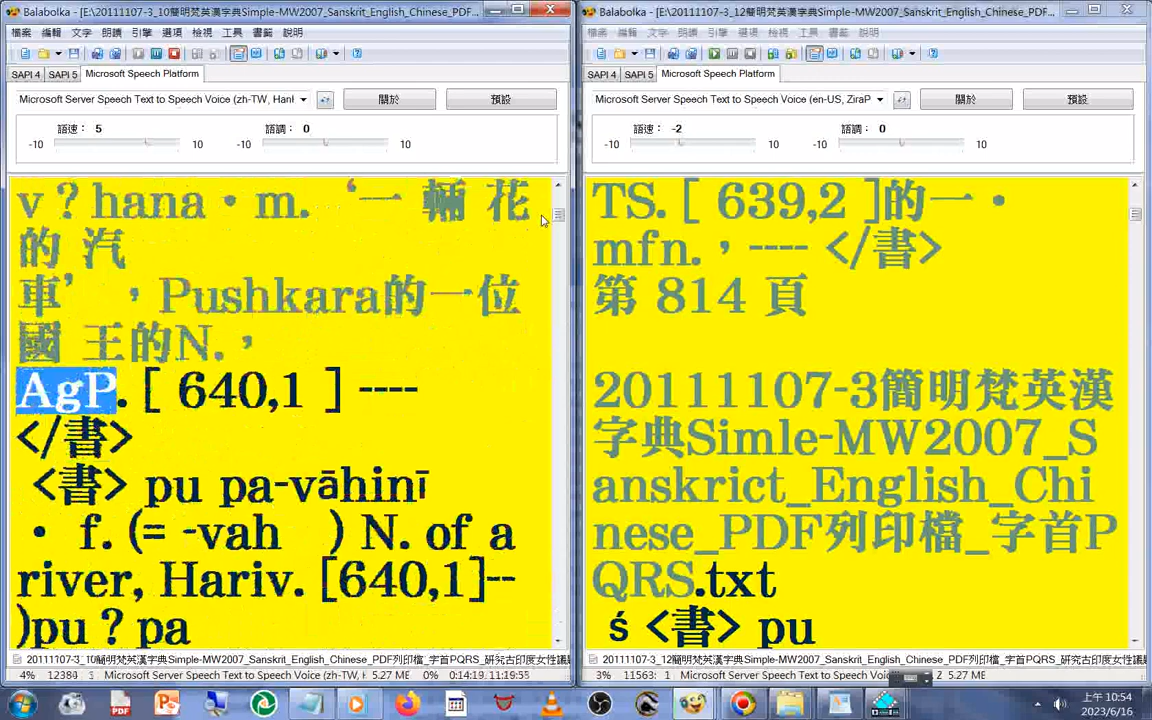 Balabolka - [E:\20111107-3_10簡明梵英漢字典Simple-MW2007_Sanskrit_English_Chinese_PDF...
檔案 編輯 文字 朗讀 引擎 選項 檢視 工具 書籤 說明
SAPI 4 SAPI 5 Microsoft Speech Platform
Microsoft Server Speech Text to Speech Voice (zh-TW, Hanl 關於 預設
語速: 5 語調: 0
-10 10 -10 10
v?hana·m.‘一 輛 花
的 汽
車’ ,Pushkara的一位
國 王的N.,
AgP. [ 640,1 ] ----
</書>
<書> pu pa-vāhinī
· f. (= -vah ) N. of a
river, Hariv. [640,1]--
)pu?pa
20111107-3_10簡明梵英漢字典Simple-MW2007_Sanskrit_English_Chinese_PDF列印檔_字首PQRS_研究古印度女性議
4% 12384 Microsoft Server Speech Text to Speech Voice (zh-TW, H 5.27 MB 0% 0:14:19, 11:19:55
Balabolka - [E:\20111107-3_12簡明梵英漢字典Simple-MW2007_Sanskrit_English_Chinese_PDF...
檔案 編輯 文字 朗讀 引擎 選項 檢視 工具 書籤 說明
SAPI 4 SAPI 5 Microsoft Speech Platform
Microsoft Server Speech Text to Speech Voice (en-US, ZiraP 關於 預設
語速: -2 語調: 0
-10 10 -10 10
TS. [ 639,2 ]的一·
mfn.,---- </書>
第 814 頁
20111107-3簡明梵英漢
字典Simle-MW2007_S
anskrict_English_Chi
nese_PDF列印檔_字首P
QRS.txt
ś <書> pu
20111107-3_12簡明梵英漢字典Simple-MW2007_Sanskrit_English_Chinese_PDF列印檔_字首PQRS_研究古印度女性議
3% 11563: Microsoft Server Speech Text to Speech Voice 5.27 MB
上午 10:54
2023/6/16